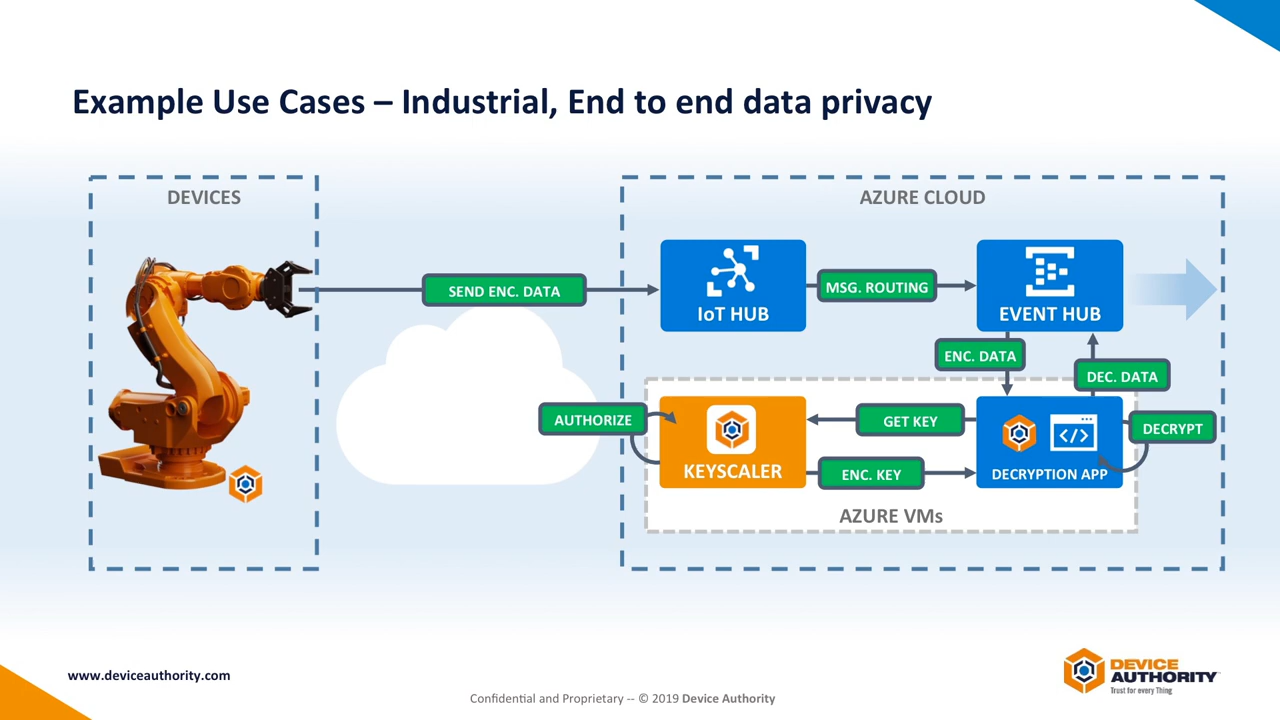 Example Use Cases – Industrial, End to end data privacy
DEVICES
AZURE CLOUD
SEND ENC. DATA
IoT HUB
MSG. ROUTING
EVENT HUB
ENC. DATA
DEC. DATA
AUTHORIZE
KEYSCALER
GET KEY
ENC. KEY
DECRYPTION APP
DECRYPT
AZURE VMs
www.deviceauthority.com
Confidential and Proprietary -- © 2019 Device Authority
DEVICE
AUTHORITY™
Trust for every Thing